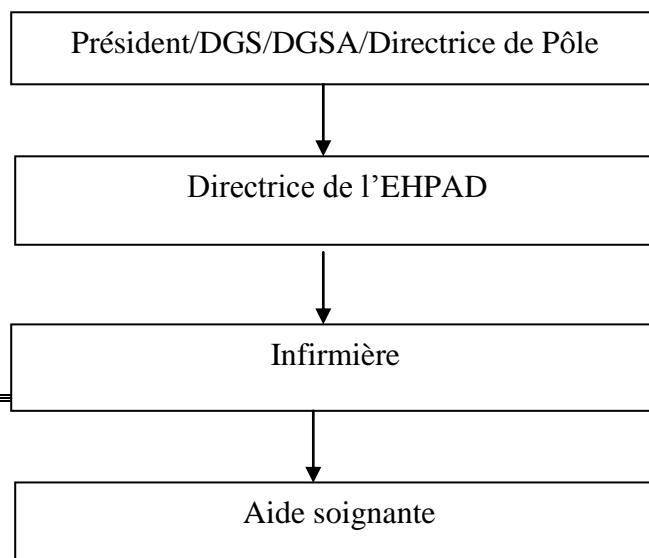 Président/DGS/DGSA/Directrice de Pôle
Directrice de l’EHPAD
Infirmière
Aide soignante